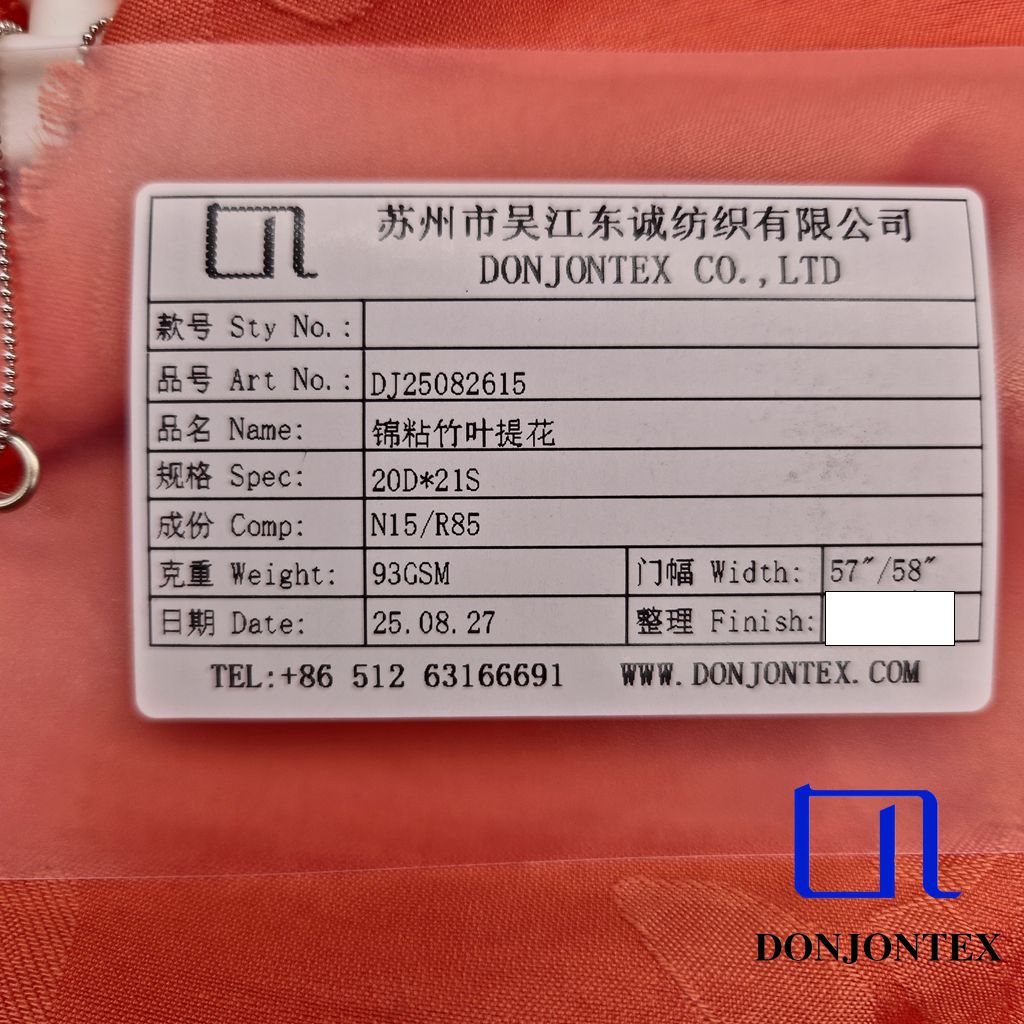 苏州市吴江东诚纺织有限公司
DONJONTEX CO.,LTD
款号 Sty No.:
品号 Art No.: DJ25082615
品名 Name: 锦粘竹叶提花
规格 Spec: 20D*21S
成份 Comp: N15/R85
克重 Weight: 93GSM 门幅 Width: 57″/58″
日期 Date: 25.08.27 整理 Finish:
TEL:+86 512 63166691 WWW.DONJONTEX.COM
DONJONTEX